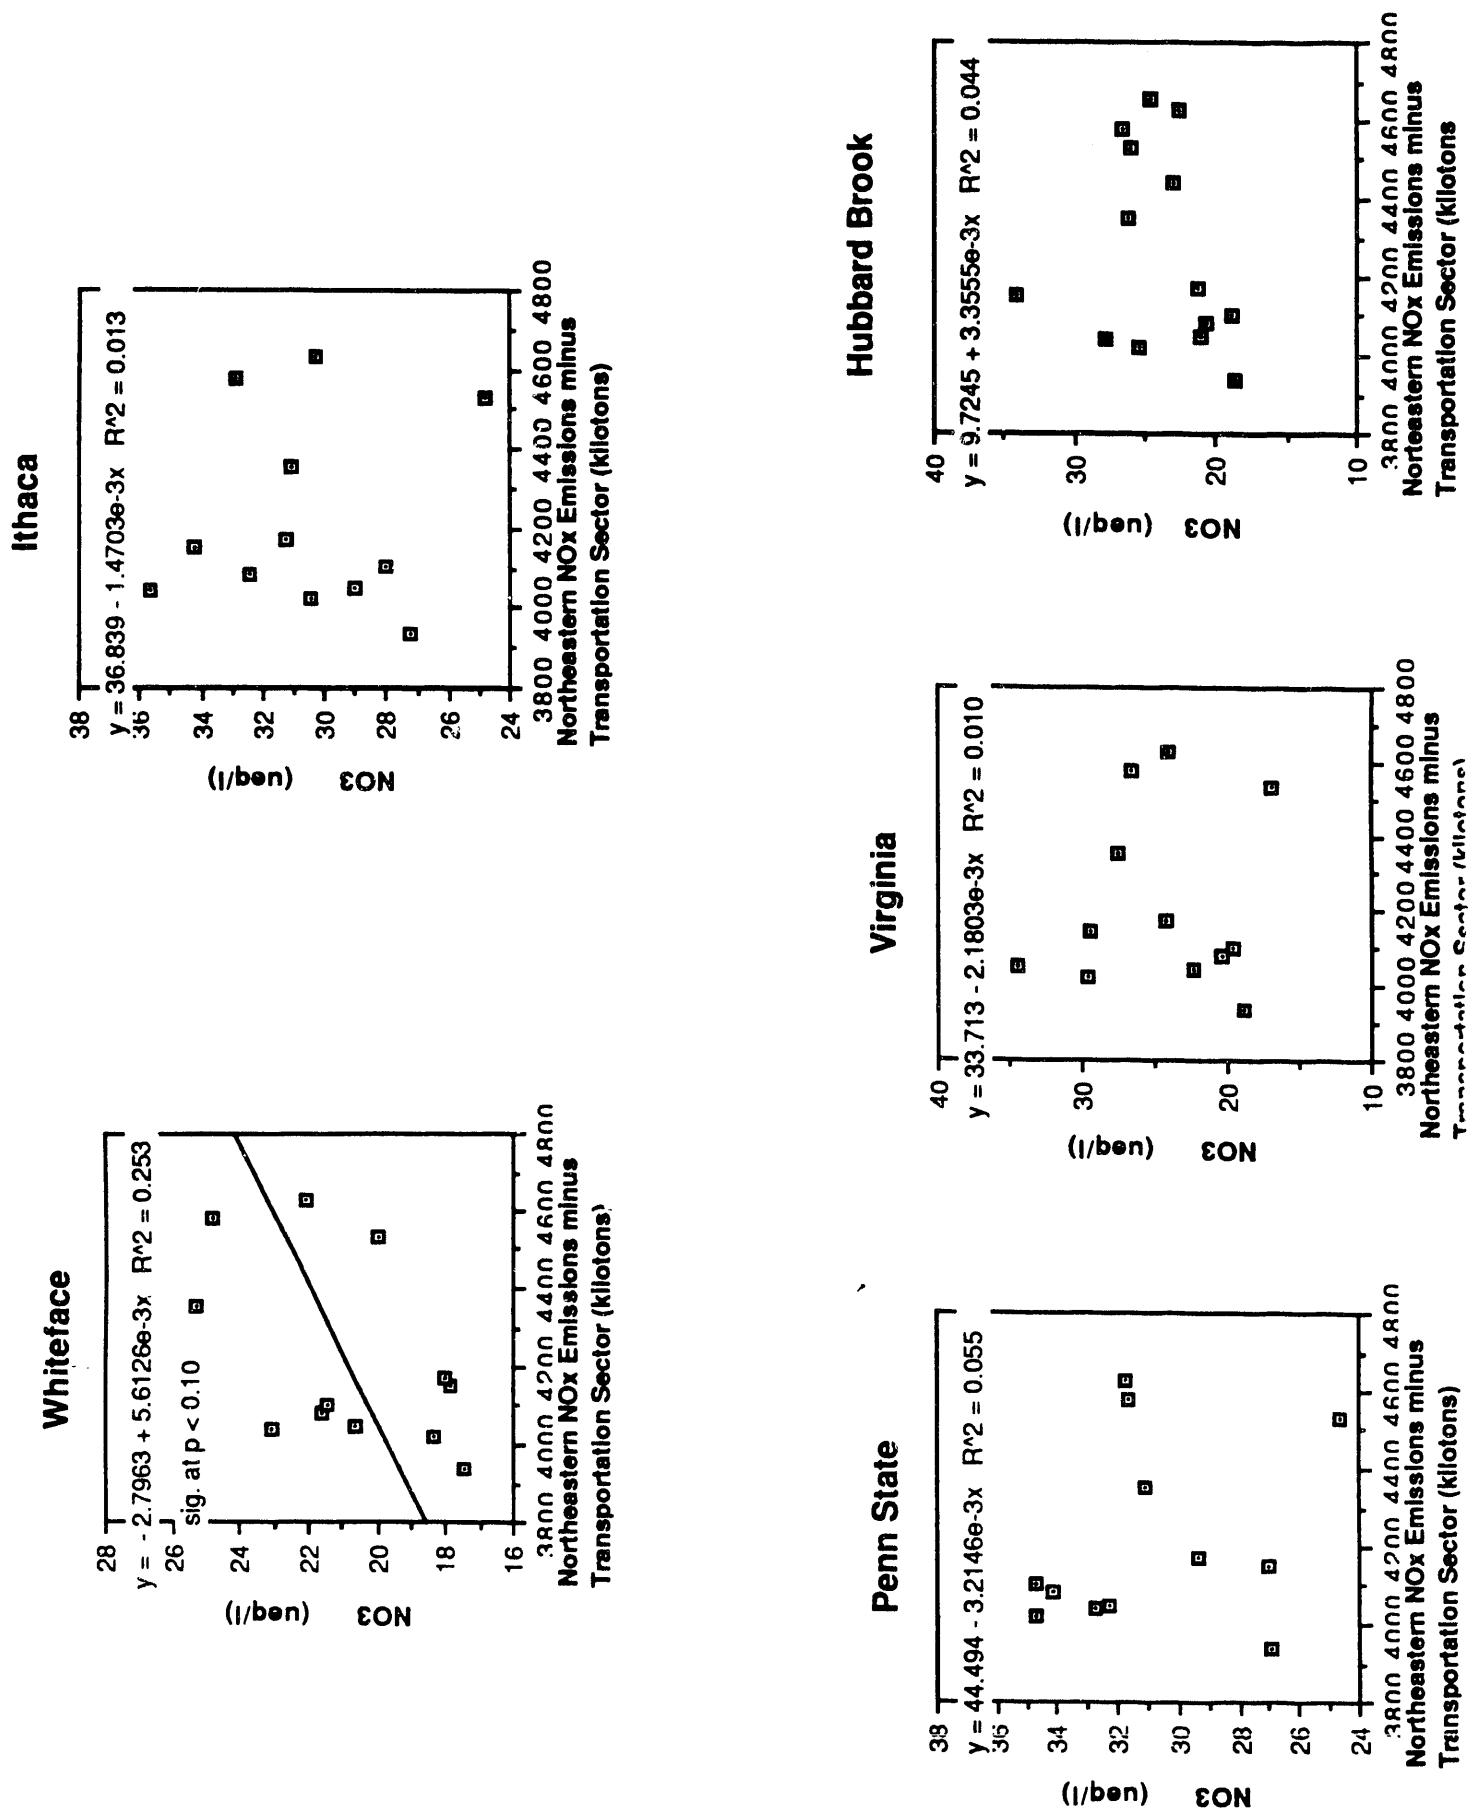 Whiteface
y = - 2.7963 + 5.6126e-3x R^2 = 0.253
sig. at p < 0.10
28
26
24
22
20
18
16
NO3 (ueq/l)
3800 4000 4200 4400 4600 4800
Northeastern NOx Emissions minus
Transportation Sector (kilotons)
Ithaca
y = 36.839 - 1.4703e-3x R^2 = 0.013
38
36
34
32
30
28
26
24
NO3 (ueq/l)
3800 4000 4200 4400 4600 4800
Northeastern NOx Emissions minus
Transportation Sector (kilotons)
Penn State
y = 44.494 - 3.2146e-3x R^2 = 0.055
38
36
34
32
30
28
26
24
NO3 (ueq/l)
3800 4000 4200 4400 4600 4800
Northeastern NOx Emissions minus
Transportation Sector (kilotons)
Virginia
y = 33.713 - 2.1803e-3x R^2 = 0.010
40
30
20
10
NO3 (ueq/l)
3800 4000 4200 4400 4600 4800
Northeastern NOx Emissions minus
Transportation Sector (kilotons)
Hubbard Brook
y = 9.7245 + 3.3555e-3x R^2 = 0.044
40
30
20
10
NO3 (ueq/l)
3800 4000 4200 4400 4600 4800
Norteastern NOx Emissions minus
Transportation Sector (kilotons